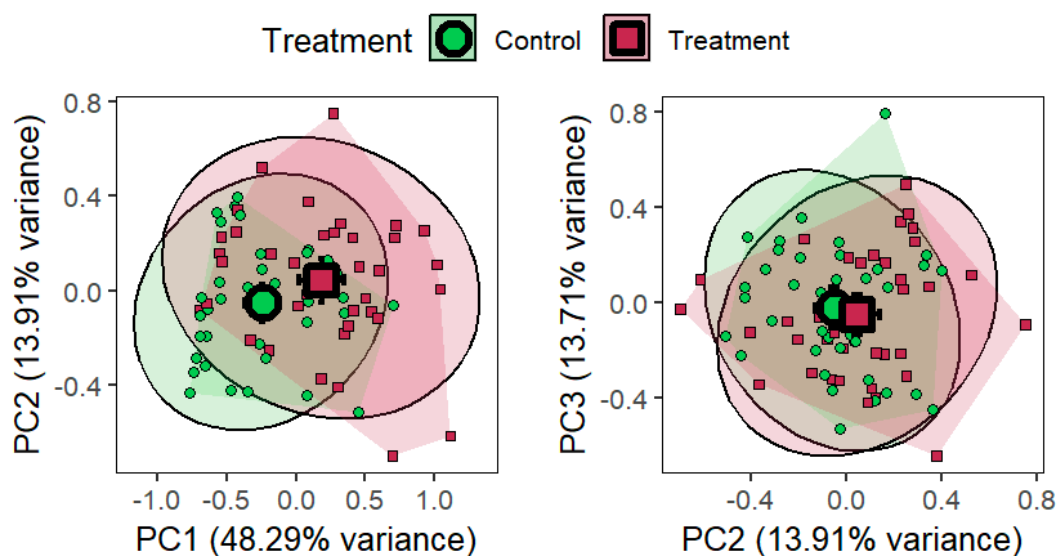 Treatment Control Treatment
PC2 (13.91% variance)
0.8
0.4
0.0
-0.4
-1.0 -0.5 0.0 0.5 1.0
PC1 (48.29% variance)
PC3 (13.71% variance)
0.8
0.4
0.0
-0.4
-0.4 0.0 0.4 0.8
PC2 (13.91% variance)